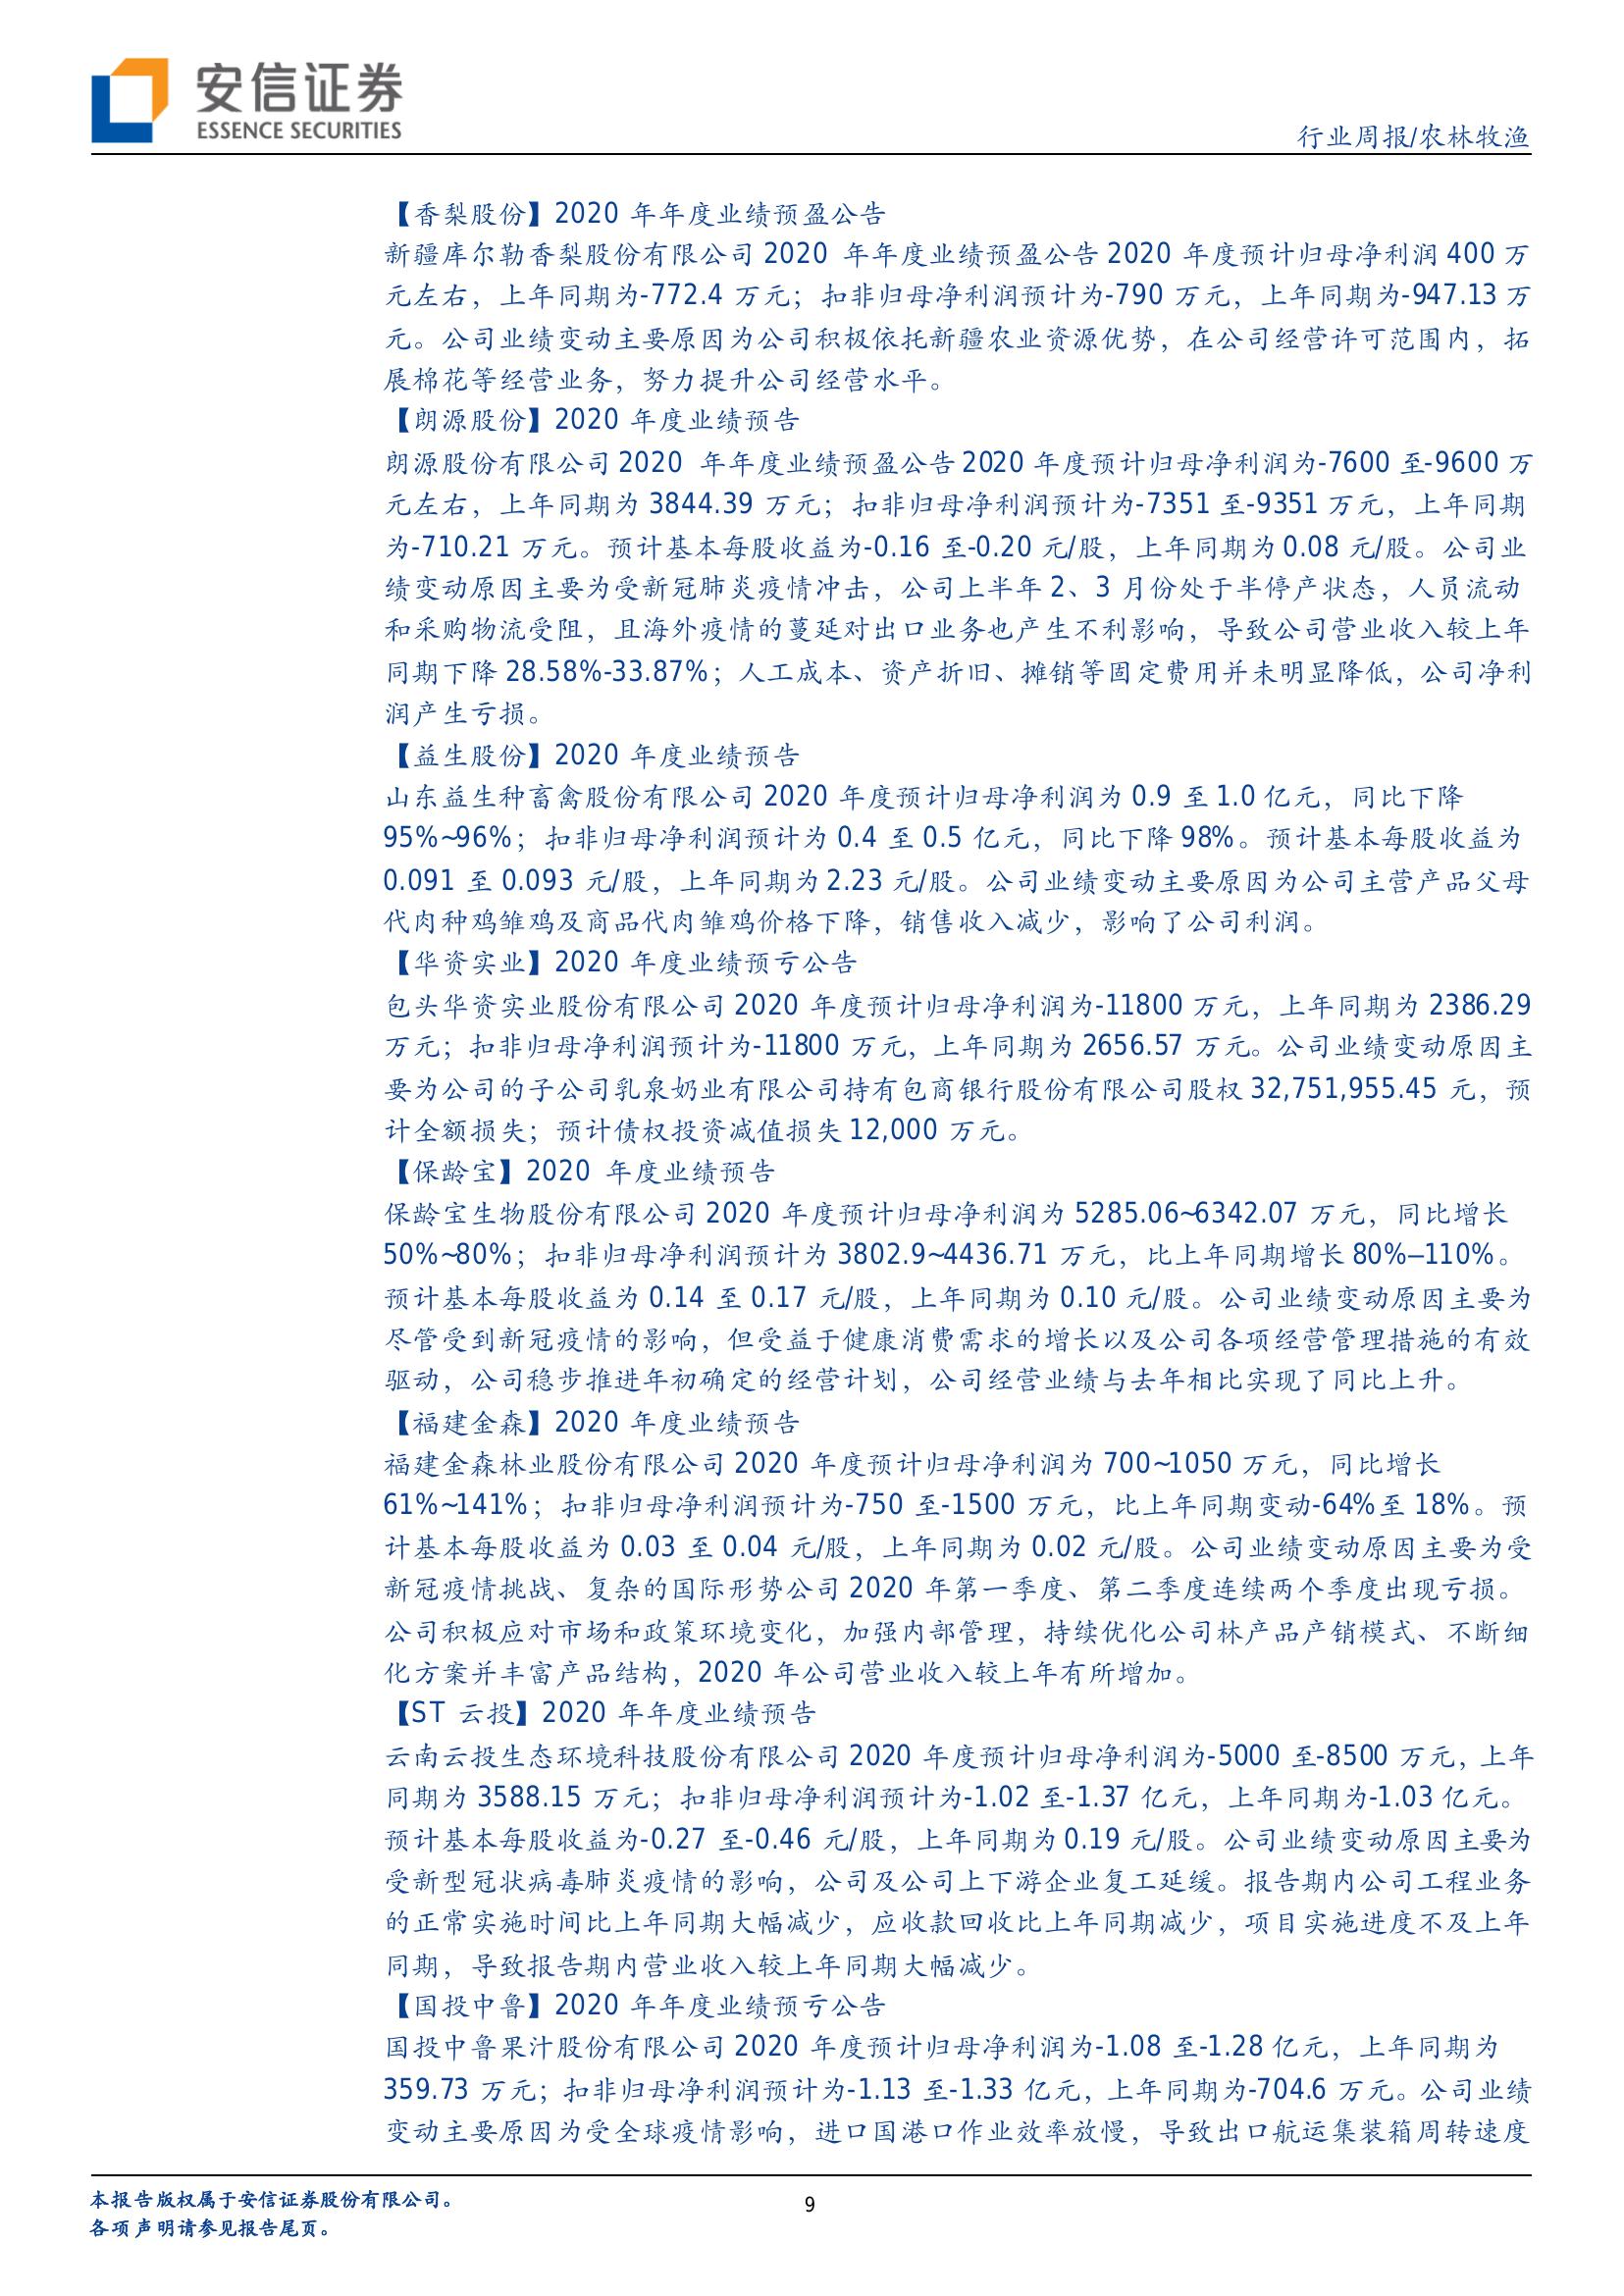 安信证券
ESSENCE SECURITIES
行业周报/农林牧渔
【香梨股份】2020 年年度业绩预盈公告
新疆库尔勒香梨股份有限公司 2020 年年度业绩预盈公告 2020 年度预计归母净利润 400 万
元左右，上年同期为-772.4 万元；扣非归母净利润预计为-790 万元，上年同期为-947.13 万
元。公司业绩变动主要原因为公司积极依托新疆农业资源优势，在公司经营许可范围内，拓
展棉花等经营业务，努力提升公司经营水平。
【朗源股份】2020 年度业绩预告
朗源股份有限公司 2020 年年度业绩预盈公告 2020 年度预计归母净利润为-7600 至-9600 万
元左右，上年同期为 3844.39 万元；扣非归母净利润预计为-7351 至-9351 万元，上年同期
为-710.21 万元。预计基本每股收益为-0.16 至-0.20 元/股，上年同期为 0.08 元/股。公司业
绩变动原因主要为受新冠肺炎疫情冲击，公司上半年 2、3 月份处于半停产状态，人员流动
和采购物流受阻，且海外疫情的蔓延对出口业务也产生不利影响，导致公司营业收入较上年
同期下降 28.58%-33.87%；人工成本、资产折旧、摊销等固定费用并未明显降低，公司净利
润产生亏损。
【益生股份】2020 年度业绩预告
山东益生种畜禽股份有限公司 2020 年度预计归母净利润为 0.9 至 1.0 亿元，同比下降
95%~96%；扣非归母净利润预计为 0.4 至 0.5 亿元，同比下降 98%。预计基本每股收益为
0.091 至 0.093 元/股，上年同期为 2.23 元/股。公司业绩变动主要原因为公司主营产品父母
代肉种鸡雏鸡及商品代肉雏鸡价格下降，销售收入减少，影响了公司利润。
【华资实业】2020 年度业绩预亏公告
包头华资实业股份有限公司 2020 年度预计归母净利润为-11800 万元，上年同期为 2386.29
万元；扣非归母净利润预计为-11800 万元，上年同期为 2656.57 万元。公司业绩变动原因主
要为公司的子公司乳泉奶业有限公司持有包商银行股份有限公司股权 32,751,955.45 元，预
计全额损失；预计债权投资减值损失 12,000 万元。
【保龄宝】2020 年度业绩预告
保龄宝生物股份有限公司 2020 年度预计归母净利润为 5285.06~6342.07 万元，同比增长
50%~80%；扣非归母净利润预计为 3802.9~4436.71 万元，比上年同期增长 80%–110%。
预计基本每股收益为 0.14 至 0.17 元/股，上年同期为 0.10 元/股。公司业绩变动原因主要为
尽管受到新冠疫情的影响，但受益于健康消费需求的增长以及公司各项经营管理措施的有效
驱动，公司稳步推进年初确定的经营计划，公司经营业绩与去年相比实现了同比上升。
【福建金森】2020 年度业绩预告
福建金森林业股份有限公司 2020 年度预计归母净利润为 700~1050 万元，同比增长
61%~141%；扣非归母净利润预计为-750 至-1500 万元，比上年同期变动-64%至 18%。预
计基本每股收益为 0.03 至 0.04 元/股，上年同期为 0.02 元/股。公司业绩变动原因主要为受
新冠疫情挑战、复杂的国际形势公司 2020 年第一季度、第二季度连续两个季度出现亏损。
公司积极应对市场和政策环境变化，加强内部管理，持续优化公司林产品产销模式、不断细
化方案并丰富产品结构，2020 年公司营业收入较上年有所增加。
【ST 云投】2020 年年度业绩预告
云南云投生态环境科技股份有限公司 2020 年度预计归母净利润为-5000 至-8500 万元，上年
同期为 3588.15 万元；扣非归母净利润预计为-1.02 至-1.37 亿元，上年同期为-1.03 亿元。
预计基本每股收益为-0.27 至-0.46 元/股，上年同期为 0.19 元/股。公司业绩变动原因主要为
受新型冠状病毒肺炎疫情的影响，公司及公司上下游企业复工延缓。报告期内公司工程业务
的正常实施时间比上年同期大幅减少，应收款回收比上年同期减少，项目实施进度不及上年
同期，导致报告期内营业收入较上年同期大幅减少。
【国投中鲁】2020 年年度业绩预亏公告
国投中鲁果汁股份有限公司 2020 年度预计归母净利润为-1.08 至-1.28 亿元，上年同期为
359.73 万元；扣非归母净利润预计为-1.13 至-1.33 亿元，上年同期为-704.6 万元。公司业绩
变动主要原因为受全球疫情影响，进口国港口作业效率放慢，导致出口航运集装箱周转速度
本报告版权属于安信证券股份有限公司。
9
各项声明请参见报告尾页。